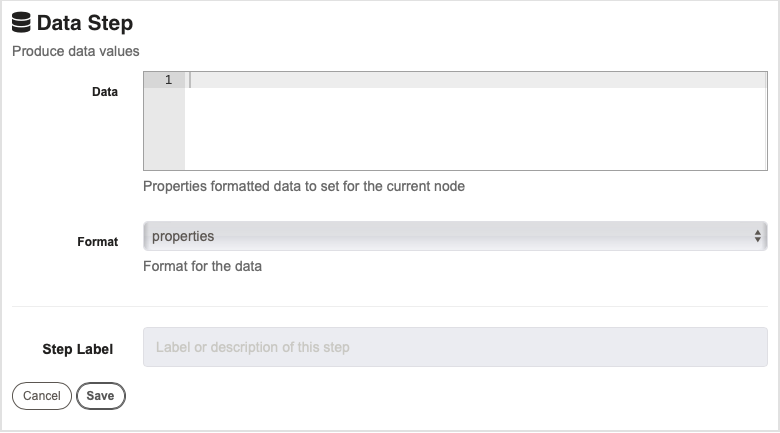 Data Step
Produce data values
Data
1
Properties formatted data to set for the current node
Format
properties
Format for the data
Step Label
Label or description of this step
Cancel
Save